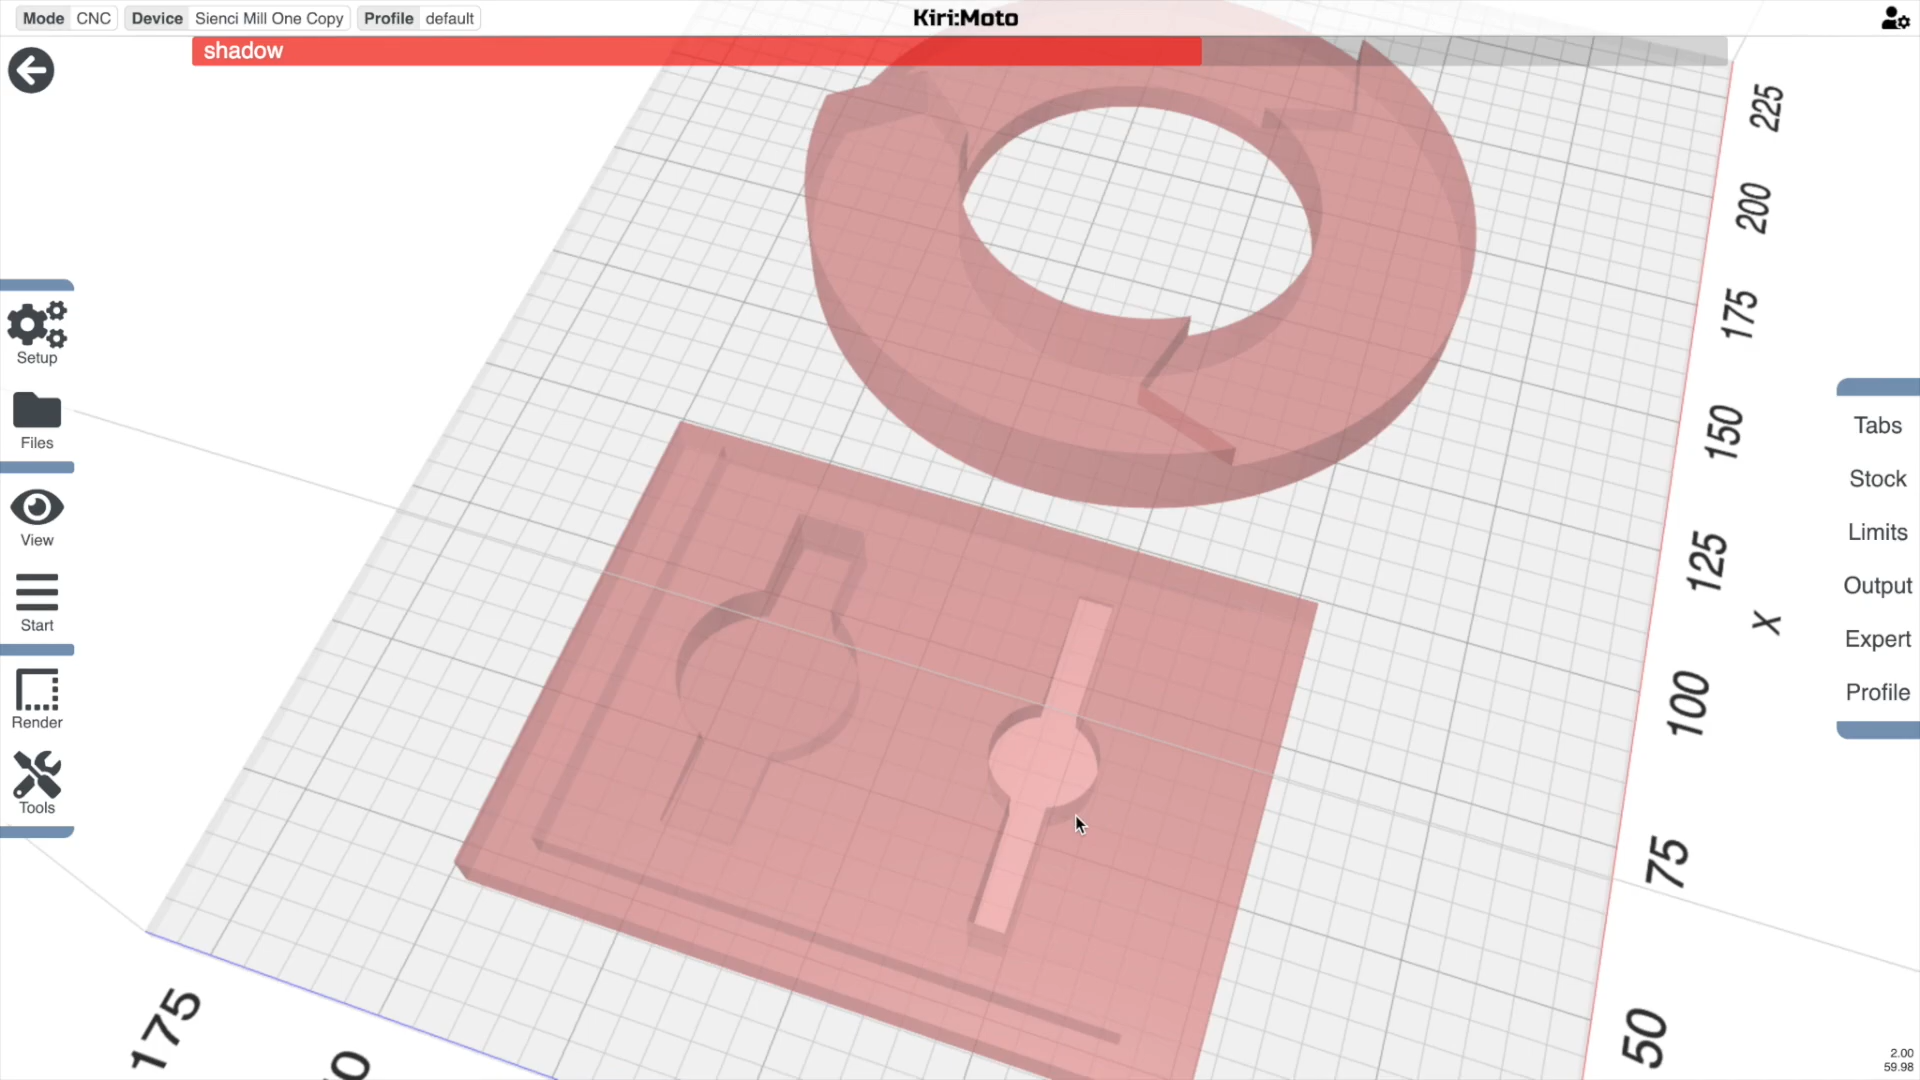 Mode CNC Device Sienci Mill One Copy Profile default
Kiri:Moto
shadow
Setup
Files
View
Start
Render
Tools
Tabs
Stock
Limits
Output
Expert
Profile
225
200
175
150
125
X
100
75
50
175
2.00
59.98